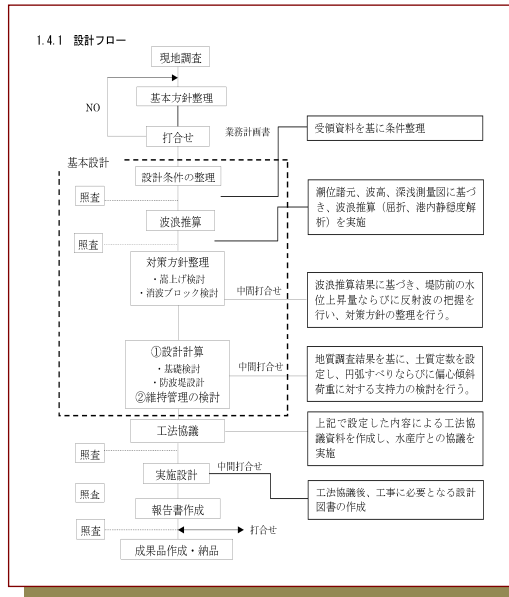 1.4.1 設計フロー
現地調査
基本方針整理
NO
打合せ
業務計画書
受領資料を基に条件整理
基本設計
設計条件の整理
照査
波浪推算
潮位諸元、波高、深浅測量図に基づ
き、波浪推算（屈折、港内静穏度解
析）を実施
照査
対策方針整理
・嵩上げ検討
・消波ブロック検討
中間打合せ
波浪推算結果に基づき、堤防前の水
位上昇量ならびに反射波の把握を
行い、対策方針の整理を行う。
①設計計算
・基礎検討
・防波堤設計
②維持管理の検討
中間打合せ
地質調査結果を基に、土質定数を設
定し、円弧すべりならびに偏心傾斜
荷重に対する支持力の検討を行う。
工法協議
上記で設定した内容による工法協
議資料を作成し、水産庁との協議を
実施
照査
実施設計
中間打合せ
工法協議後、工事に必要となる設計
図書の作成
照査
報告書作成
照査
打合せ
成果品作成・納品